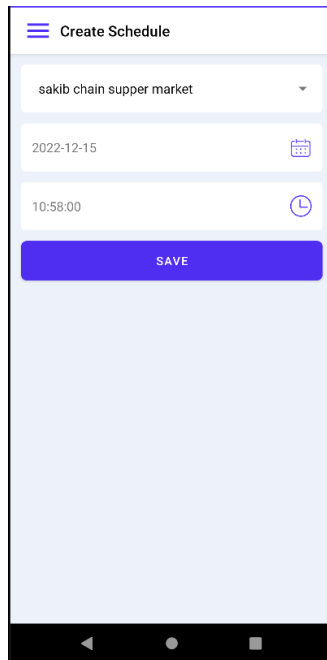 Create Schedule
sakib chain supper market
2022-12-15
10:58:00
SAVE